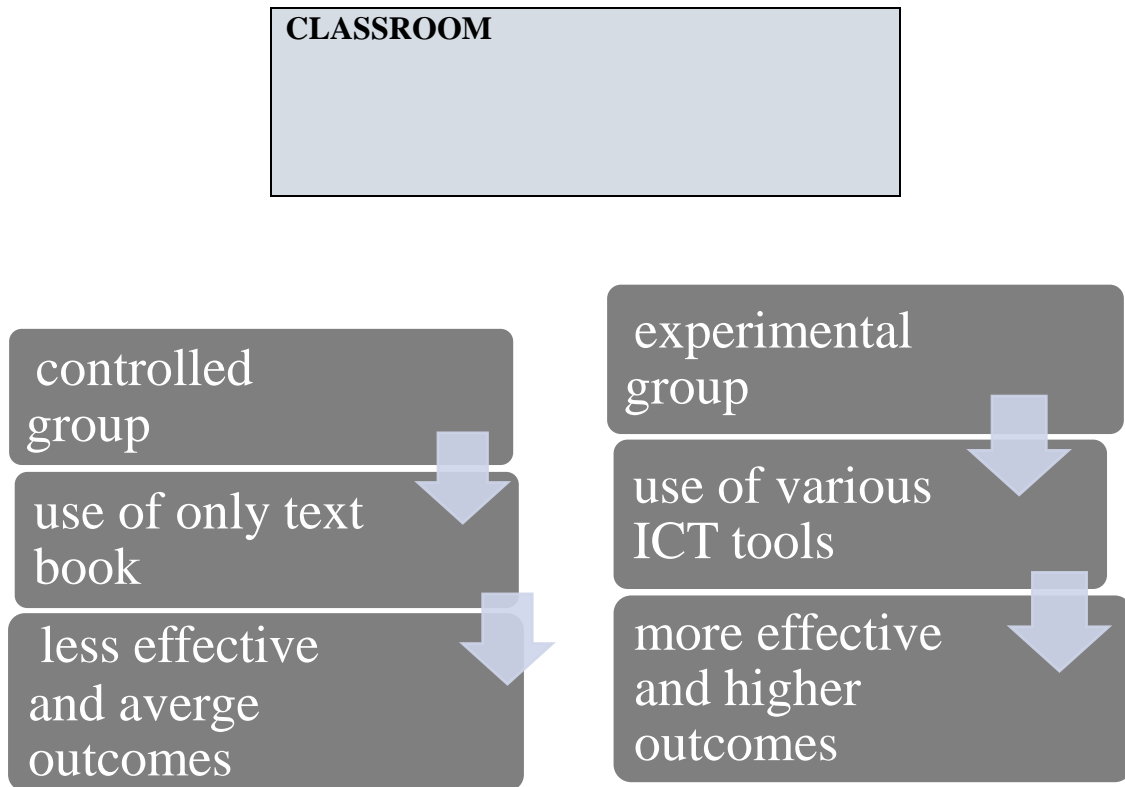 CLASSROOM
controlled
group
use of only text
book
less effective
and averge
outcomes
experimental
group
use of various
ICT tools
more effective
and higher
outcomes